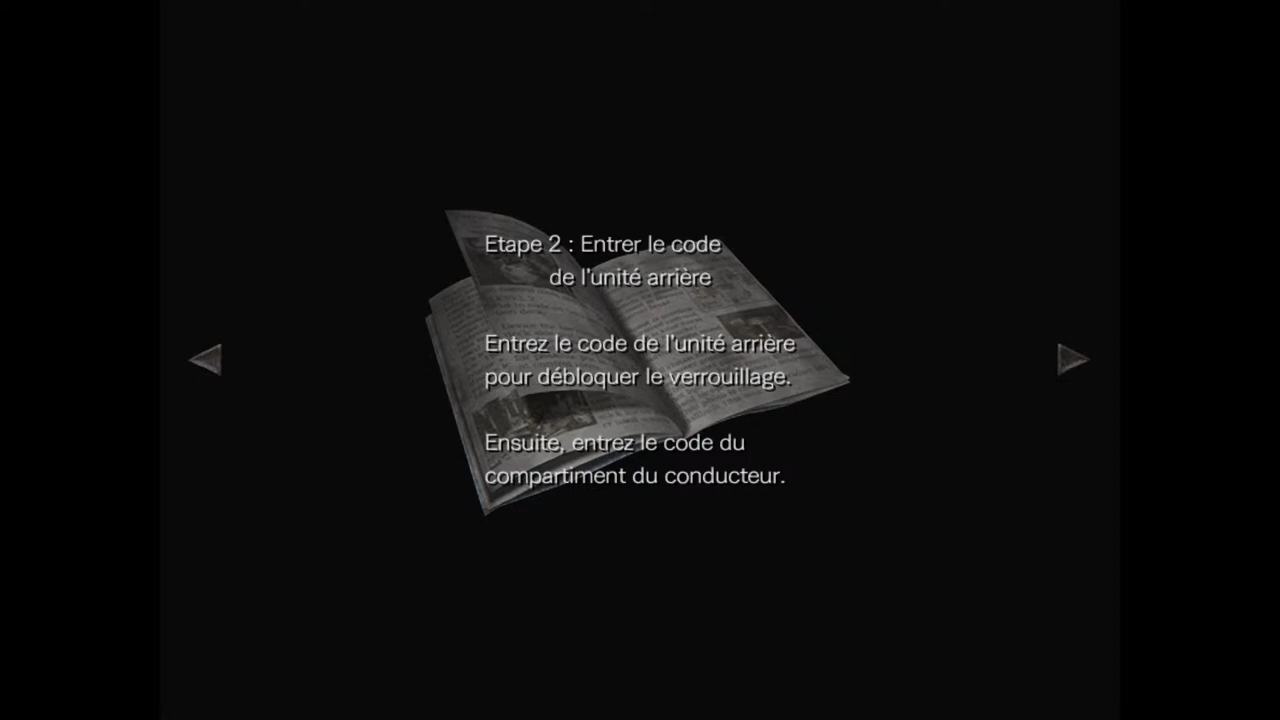 Etape 2 : Entrer le code
de l'unité arrière
Entrez le code de l'unité arrière
pour débloquer le verrouillage.
Ensuite, entrez le code du
compartiment du conducteur.